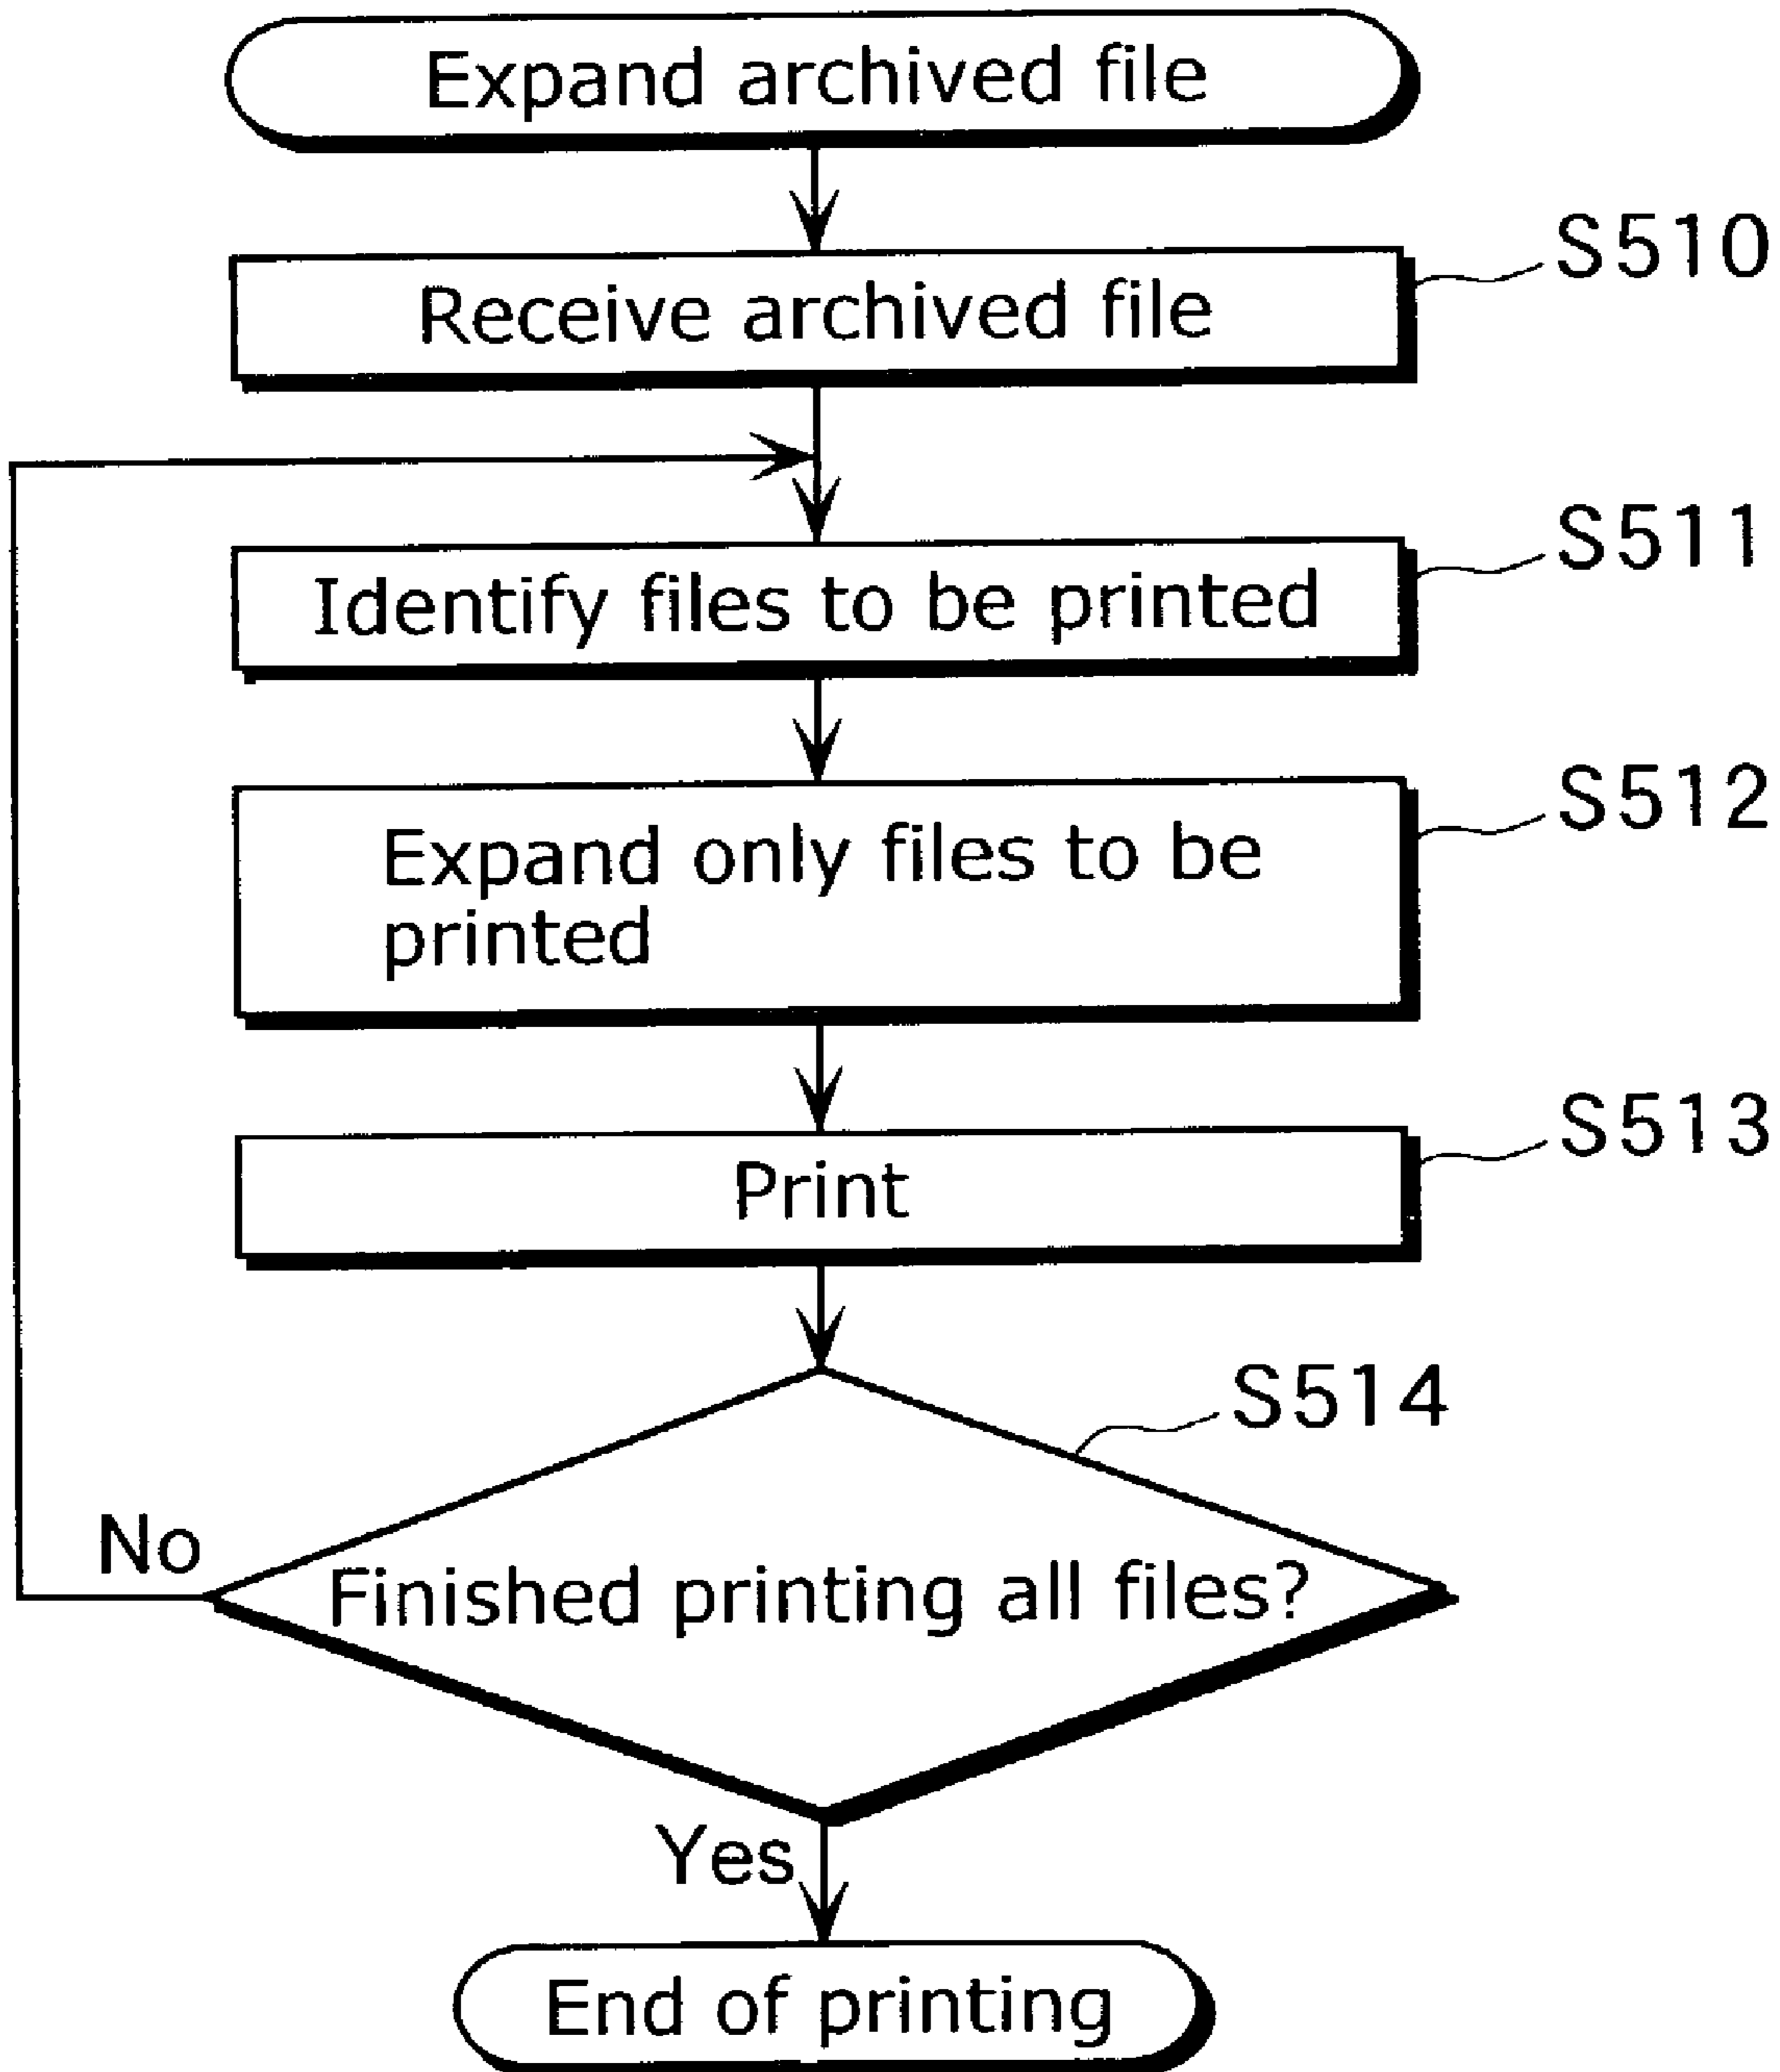 Expand archived file
S510
Receive archived file
S511
Identify files to be printed
S512
Expand only files to be
printed
S513
Print
S514
No
Finished printing all files?
Yes
End of printing